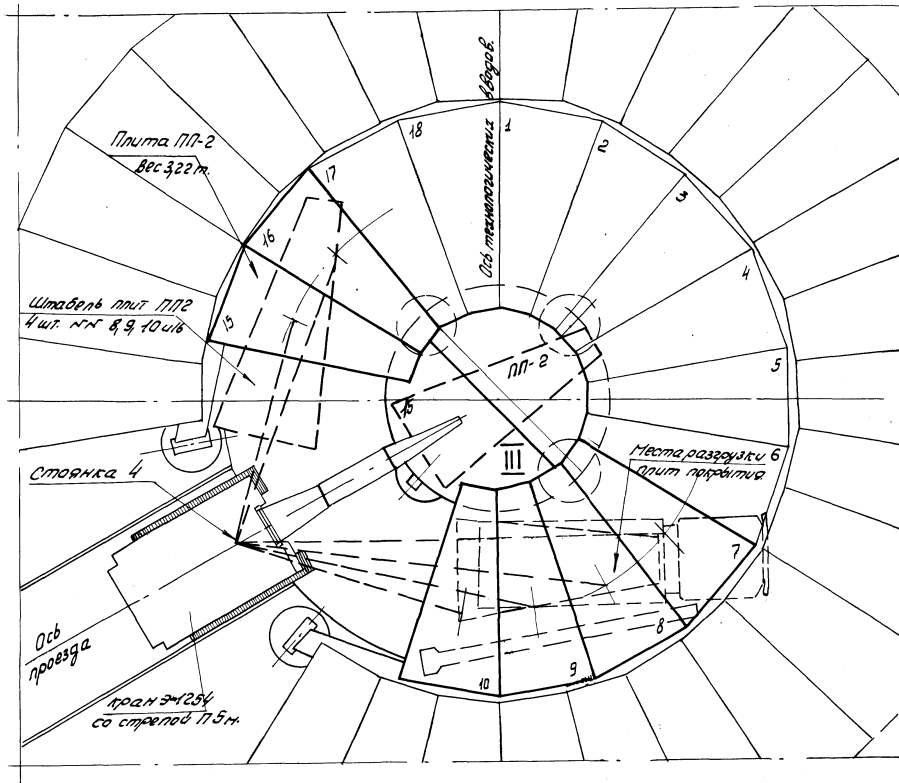 Ось технологических вводов.
18
1
2
17
3
Плита ПП-2
вес 3,22 т.
16
4
Штабель плит ПП2
4 шт. №№ 8, 9, 10 и 16
15
5
ПП-2
15
III
Места разгрузки
плит покрытия.
6
Стоянка 4
7
8
9
10
Ось
проезда
кран Э-1254
со стрелой